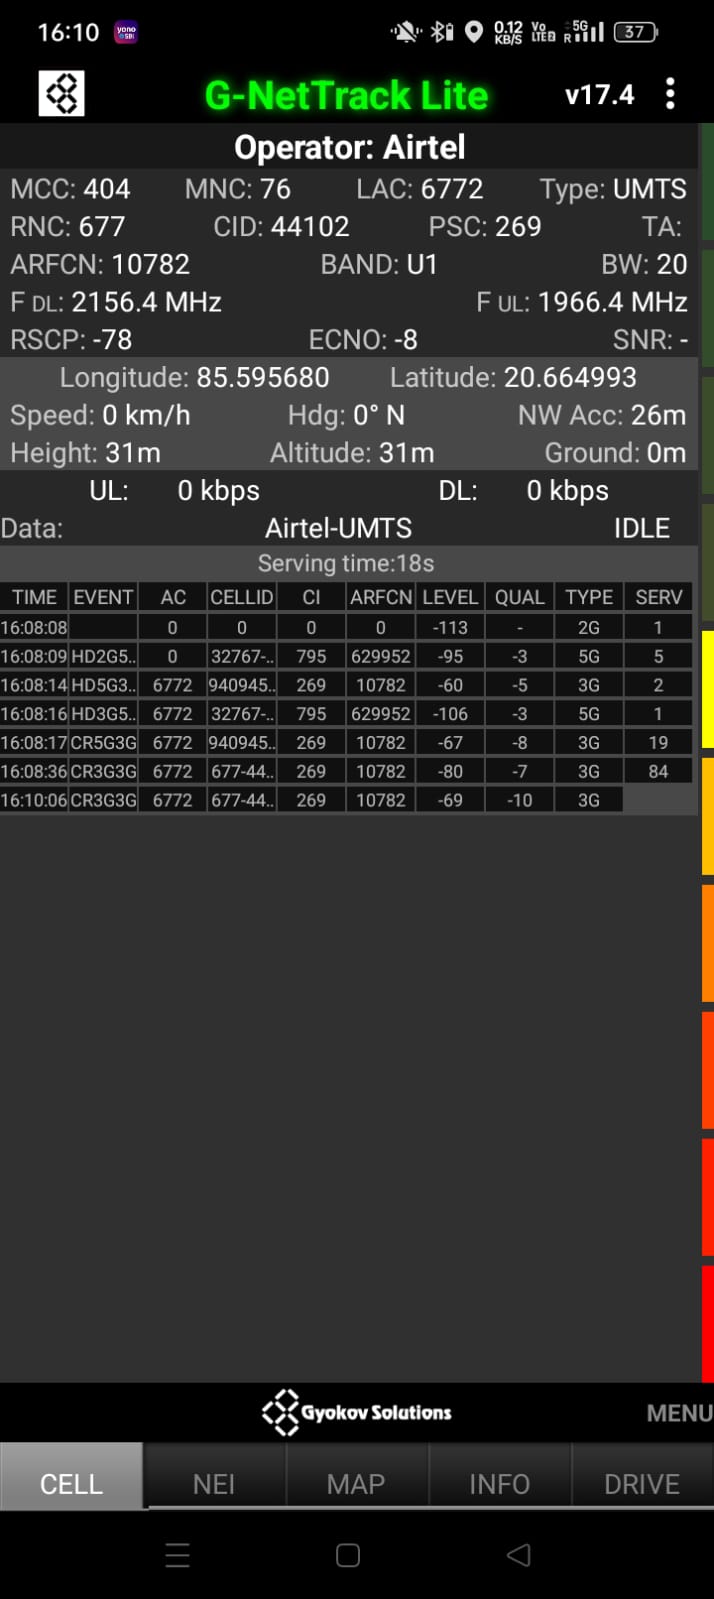 16:10 yono SBI 0.12 KB/S Vo LTE2 R 5G 37
G-NetTrack Lite v17.4
Operator: Airtel
MCC: 404 MNC: 76 LAC: 6772 Type: UMTS
RNC: 677 CID: 44102 PSC: 269 TA:
ARFCN: 10782 BAND: U1 BW: 20
F DL: 2156.4 MHz F UL: 1966.4 MHz
RSCP: -78 ECNO: -8 SNR: -
Longitude: 85.595680 Latitude: 20.664993
Speed: 0 km/h Hdg: 0° N NW Acc: 26m
Height: 31m Altitude: 31m Ground: 0m
UL: 0 kbps DL: 0 kbps
Data: Airtel-UMTS IDLE
Serving time:18s
TIME EVENT AC CELLID CI ARFCN LEVEL QUAL TYPE SERV
16:08:08 0 0 0 0 -113 - 2G 1
16:08:09 HD2G5.. 0 32767-.. 795 629952 -95 -3 5G 5
16:08:14 HD5G3.. 6772 940945.. 269 10782 -60 -5 3G 2
16:08:16 HD3G5.. 6772 32767-.. 795 629952 -106 -3 5G 1
16:08:17 CR5G3G 6772 940945.. 269 10782 -67 -8 3G 19
16:08:36 CR3G3G 6772 677-44.. 269 10782 -80 -7 3G 84
16:10:06 CR3G3G 6772 677-44.. 269 10782 -69 -10 3G
Gyokov Solutions MENU
CELL NEI MAP INFO DRIVE